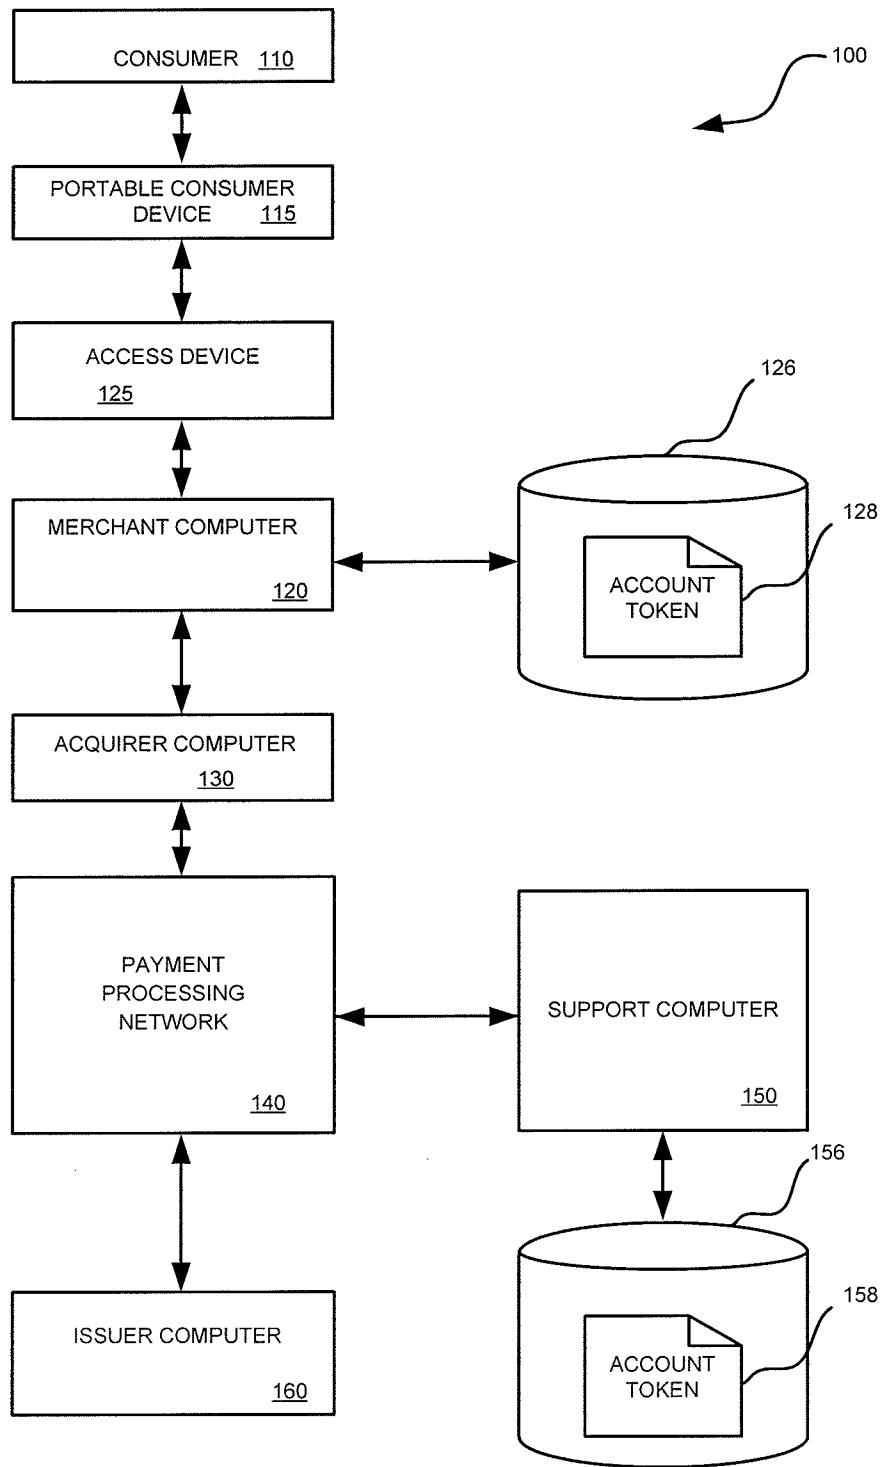 CONSUMER 110
100
PORTABLE CONSUMER
DEVICE 115
ACCESS DEVICE
125
126
MERCHANT COMPUTER
120
128
ACCOUNT
TOKEN
ACQUIRER COMPUTER
130
PAYMENT
PROCESSING
NETWORK
140
SUPPORT COMPUTER
150
156
158
ACCOUNT
TOKEN
ISSUER COMPUTER
160